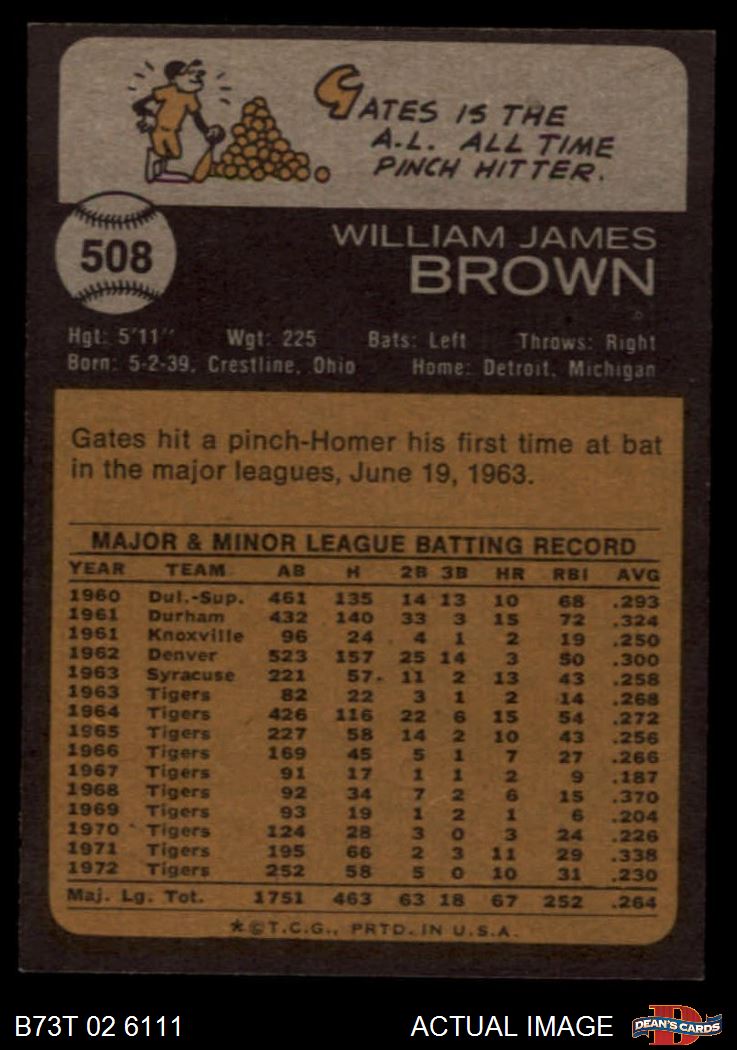 GATES IS THE
A.L. ALL TIME
PINCH HITTER.
508
WILLIAM JAMES
BROWN
Hgt: 5'11" Wgt: 225 Bats: Left Throws: Right
Born: 5-2-39, Crestline, Ohio Home: Detroit, Michigan
Gates hit a pinch-Homer his first time at bat
in the major leagues, June 19, 1963.
MAJOR & MINOR LEAGUE BATTING RECORD
YEAR TEAM AB H 2B 3B HR RBI AVG
1960 Dul.-Sup. 461 135 14 13 10 68 .293
1961 Durham 432 140 33 3 15 72 .324
1961 Knoxville 96 24 4 1 2 19 .250
1962 Denver 523 157 25 14 3 50 .300
1963 Syracuse 221 57 11 2 13 43 .258
1963 Tigers 82 22 3 1 2 14 .268
1964 Tigers 426 116 22 6 15 54 .272
1965 Tigers 227 58 14 2 10 43 .256
1966 Tigers 169 45 5 1 7 27 .266
1967 Tigers 91 17 1 1 2 9 .187
1968 Tigers 92 34 7 2 6 15 .370
1969 Tigers 93 19 1 2 1 6 .204
1970 Tigers 124 28 3 0 3 24 .226
1971 Tigers 195 66 2 3 11 29 .338
1972 Tigers 252 58 5 0 10 31 .230
Maj. Lg. Tot. 1751 463 63 18 67 252 .264
*©T.C.G., PRTD. IN U.S.A.
B73T 02 6111 ACTUAL IMAGE D DEAN'S CARDS